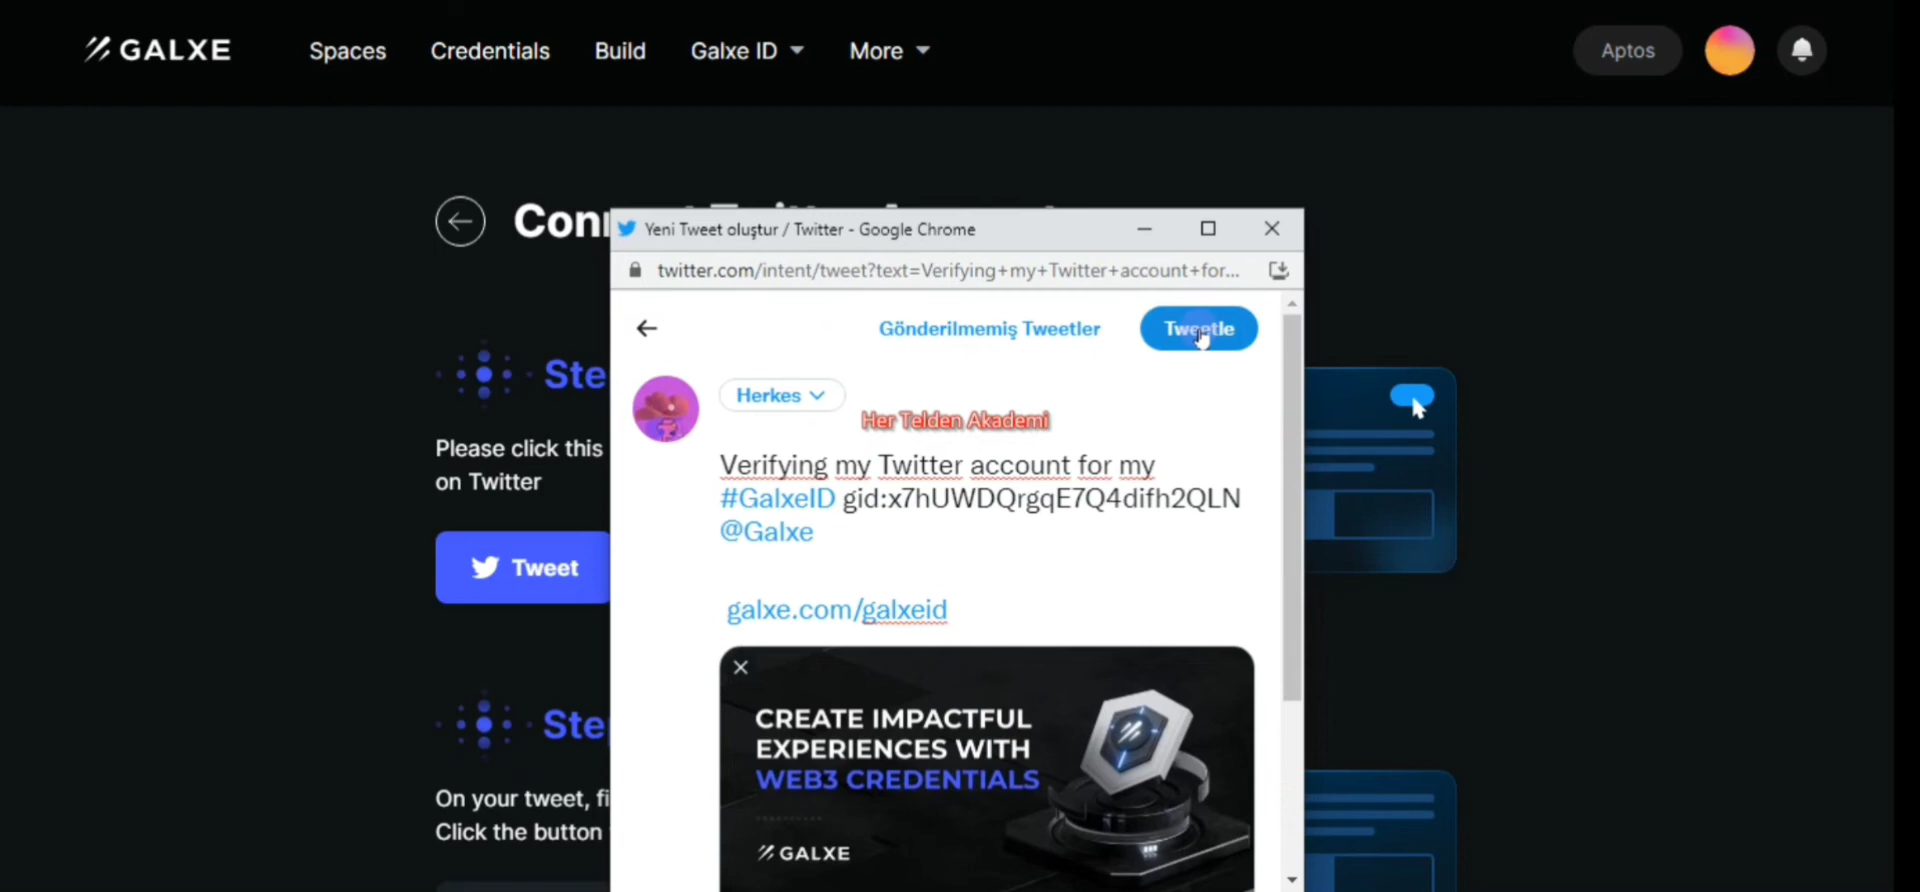 GALXE
Spaces
Credentials
Build
Galxe ID
More
Aptos
Yeni Tweet oluştur / Twitter - Google Chrome
twitter.com/intent/tweet?text=Verifying+my+Twitter+account+for...
Gönderilmemiş Tweetler
Tweetle
Herkes
Her Telden Akademi
Verifying my Twitter account for my
#GalxeID gid:x7hUWDQrgqE7Q4difh2QLN
@Galxe
galxe.com/galxeid
CREATE IMPACTFUL
EXPERIENCES WITH
WEB3 CREDENTIALS
GALXE
Please click this
on Twitter
Tweet
On your tweet, fi
Click the button